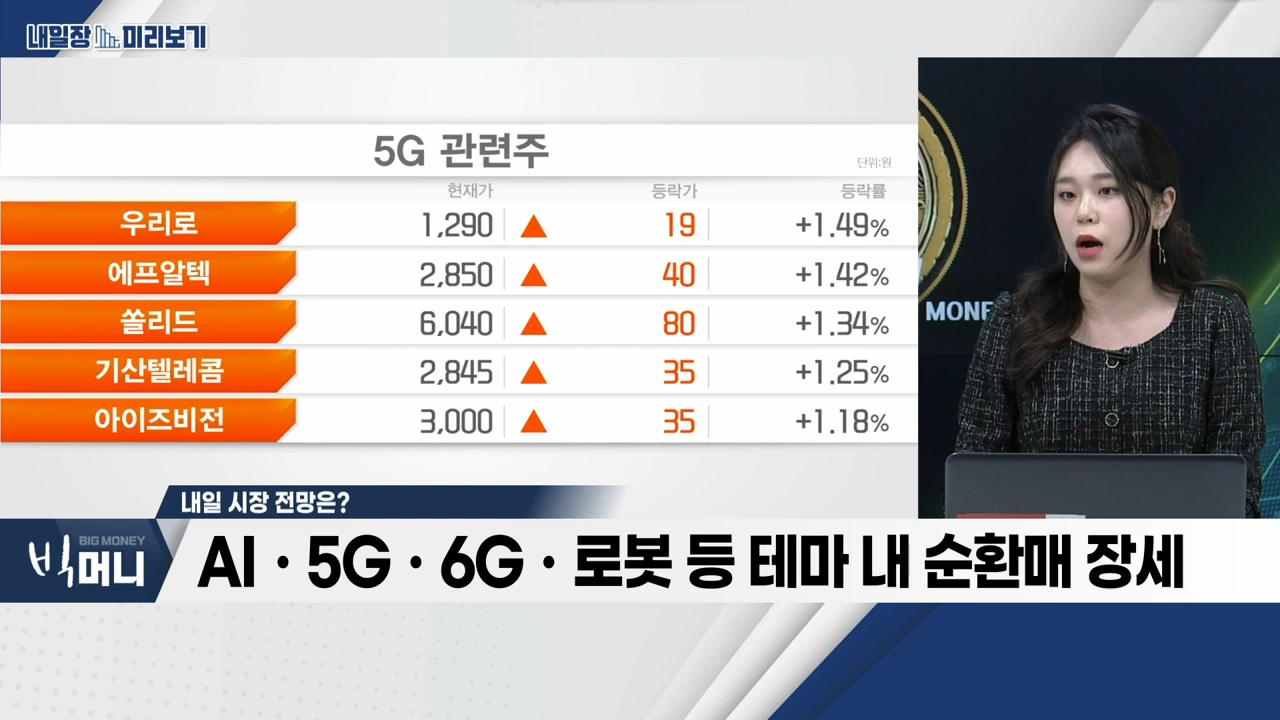 내일장 미리보기
5G 관련주
단위:원
현재가 등락가 등락률
우리로 1,290 ▲ 19 +1.49%
에프알텍 2,850 ▲ 40 +1.42%
쏠리드 6,040 ▲ 80 +1.34%
기산텔레콤 2,845 ▲ 35 +1.25%
아이즈비전 3,000 ▲ 35 +1.18%
MONE
내일 시장 전망은?
BIG MONEY
빅머니
AI · 5G · 6G · 로봇 등 테마 내 순환매 장세